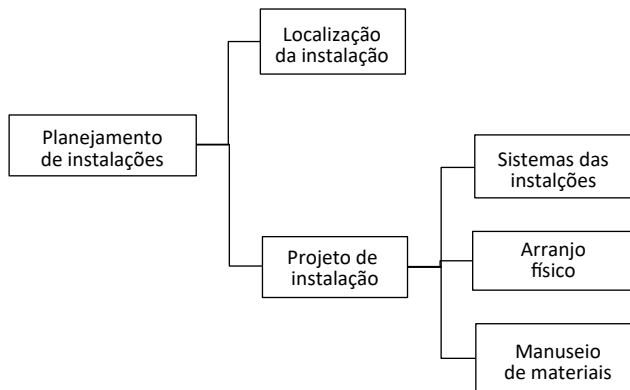 Localização
da instalação
Planejamento
de instalações
Sistemas das
instalções
Projeto de
instalação
Arranjo
físico
Manuseio
de materiais